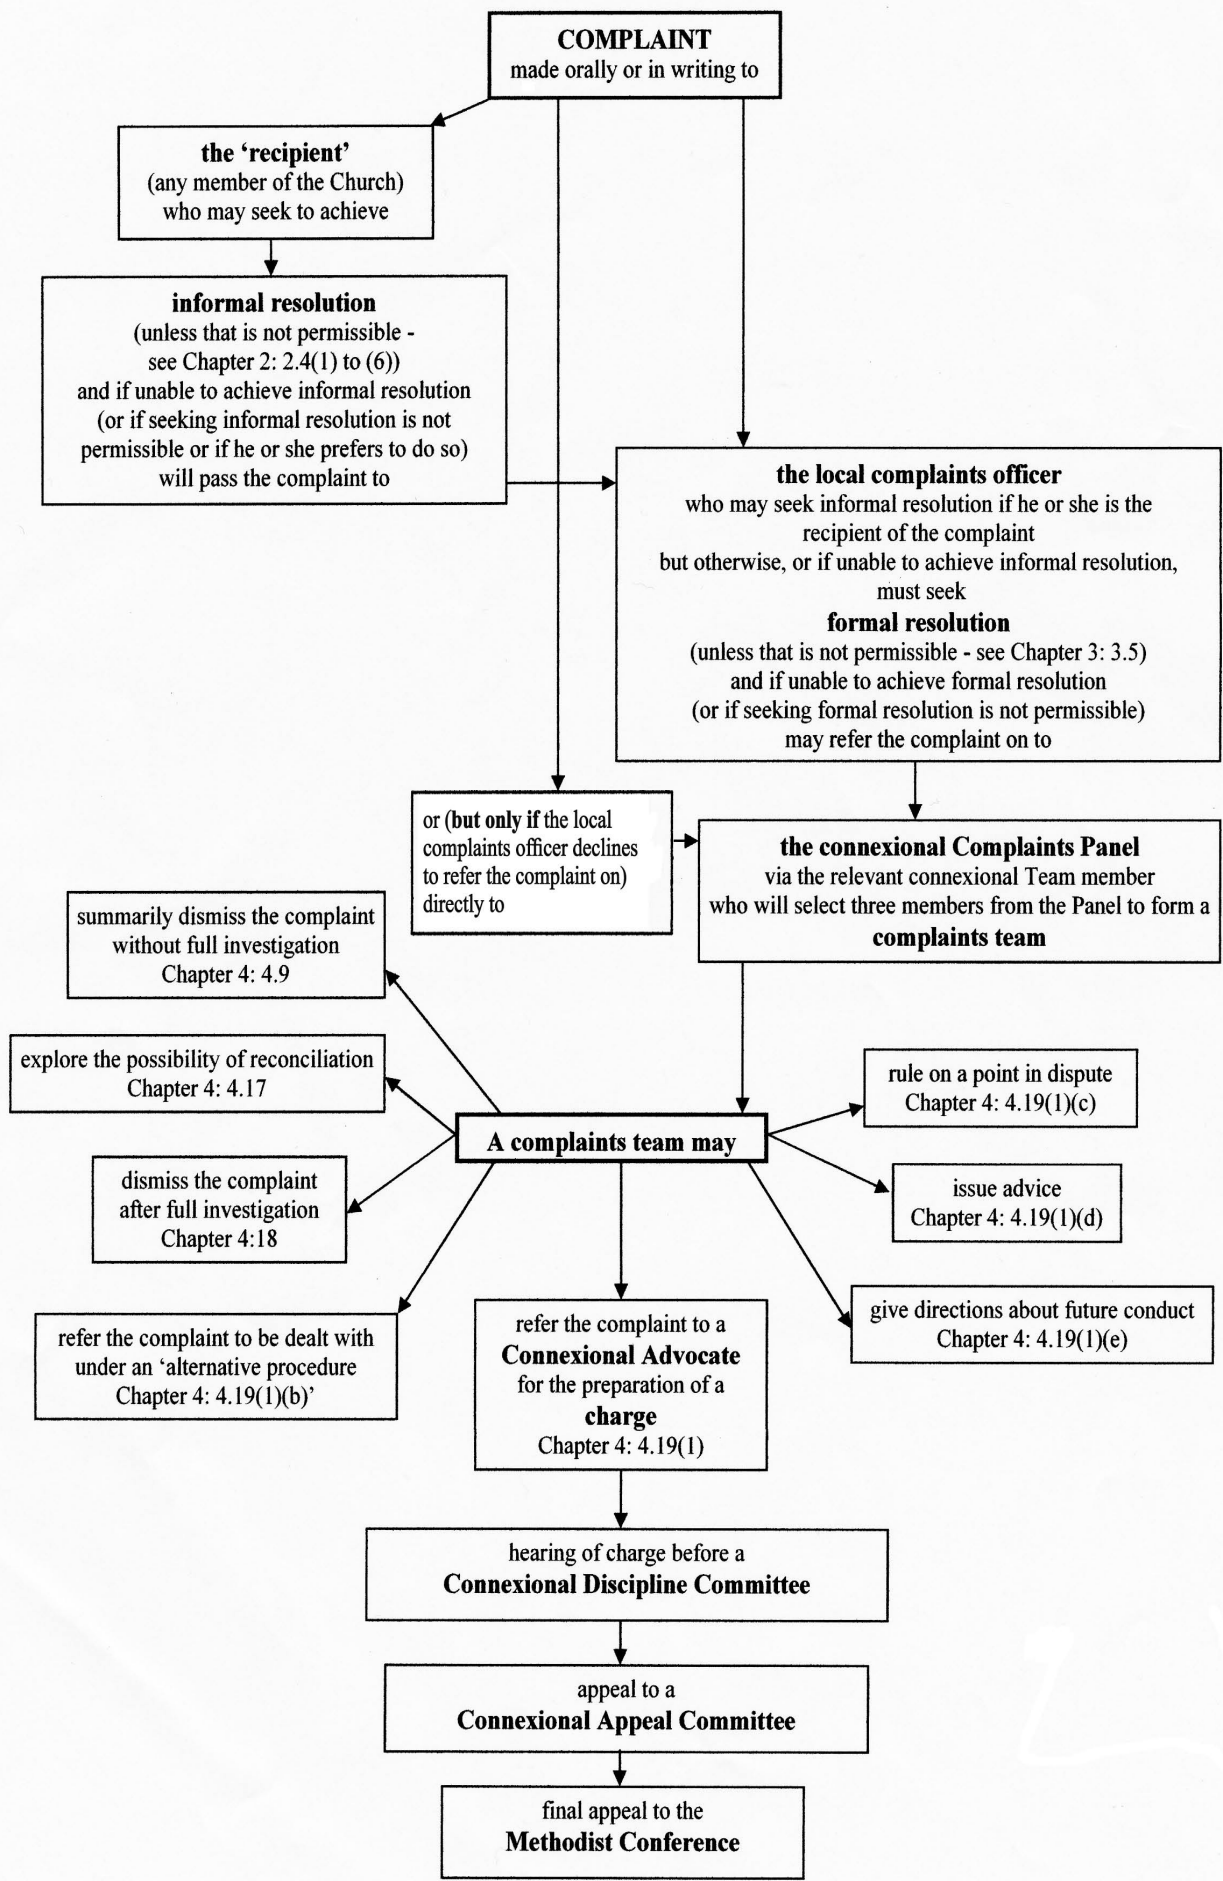 COMPLAINT
made orally or in writing to
the ‘recipient’
(any member of the Church)
who may seek to achieve
informal resolution
(unless that is not permissible -
see Chapter 2: 2.4(1) to (6))
and if unable to achieve informal resolution
(or if seeking informal resolution is not
permissible or if he or she prefers to do so)
will pass the complaint to
the local complaints officer
who may seek informal resolution if he or she is the
recipient of the complaint
but otherwise, or if unable to achieve informal resolution,
must seek
formal resolution
(unless that is not permissible - see Chapter 3: 3.5)
and if unable to achieve formal resolution
(or if seeking formal resolution is not permissible)
may refer the complaint on to
or (but only if the local
complaints officer declines
to refer the complaint on)
directly to
the connexional Complaints Panel
via the relevant connexional Team member
who will select three members from the Panel to form a
complaints team
summarily dismiss the complaint
without full investigation
Chapter 4: 4.9
explore the possibility of reconciliation
Chapter 4: 4.17
rule on a point in dispute
Chapter 4: 4.19(1)(c)
A complaints team may
dismiss the complaint
after full investigation
Chapter 4:18
issue advice
Chapter 4: 4.19(1)(d)
refer the complaint to be dealt with
under an ‘alternative procedure
Chapter 4: 4.19(1)(b)’
refer the complaint to a
Connexional Advocate
for the preparation of a
charge
Chapter 4: 4.19(1)
give directions about future conduct
Chapter 4: 4.19(1)(e)
hearing of charge before a
Connexional Discipline Committee
appeal to a
Connexional Appeal Committee
final appeal to the
Methodist Conference